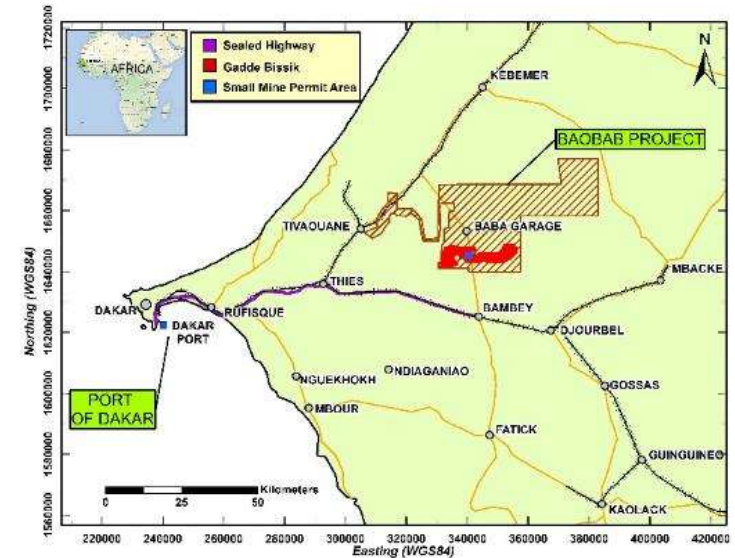 AFRICA
Sealed Highway
Gadde Bissik
Small Mine Permit Area
N
KEBEMER
BAOBAB PROJECT
TIVAOUANE
BABA GARAGE
MBACKE
THIES
DAKAR
RUFISQUE
BAMBEY
DJOURBEL
DAKAR
PORT
NGUEKHOKH
NDIAGANIAO
GOSSAS
PORT
OF DAKAR
MBOUR
FATICK
GUINGUINEO
KAOLACK
Kilometers
0 25 50
1720000
1700000
1680000
1660000
1640000
1620000
1600000
1580000
1560000
Northing (WGS84)
220000 240000 260000 280000 300000 320000 340000 360000 380000 400000 420000
Easting (WGS84)